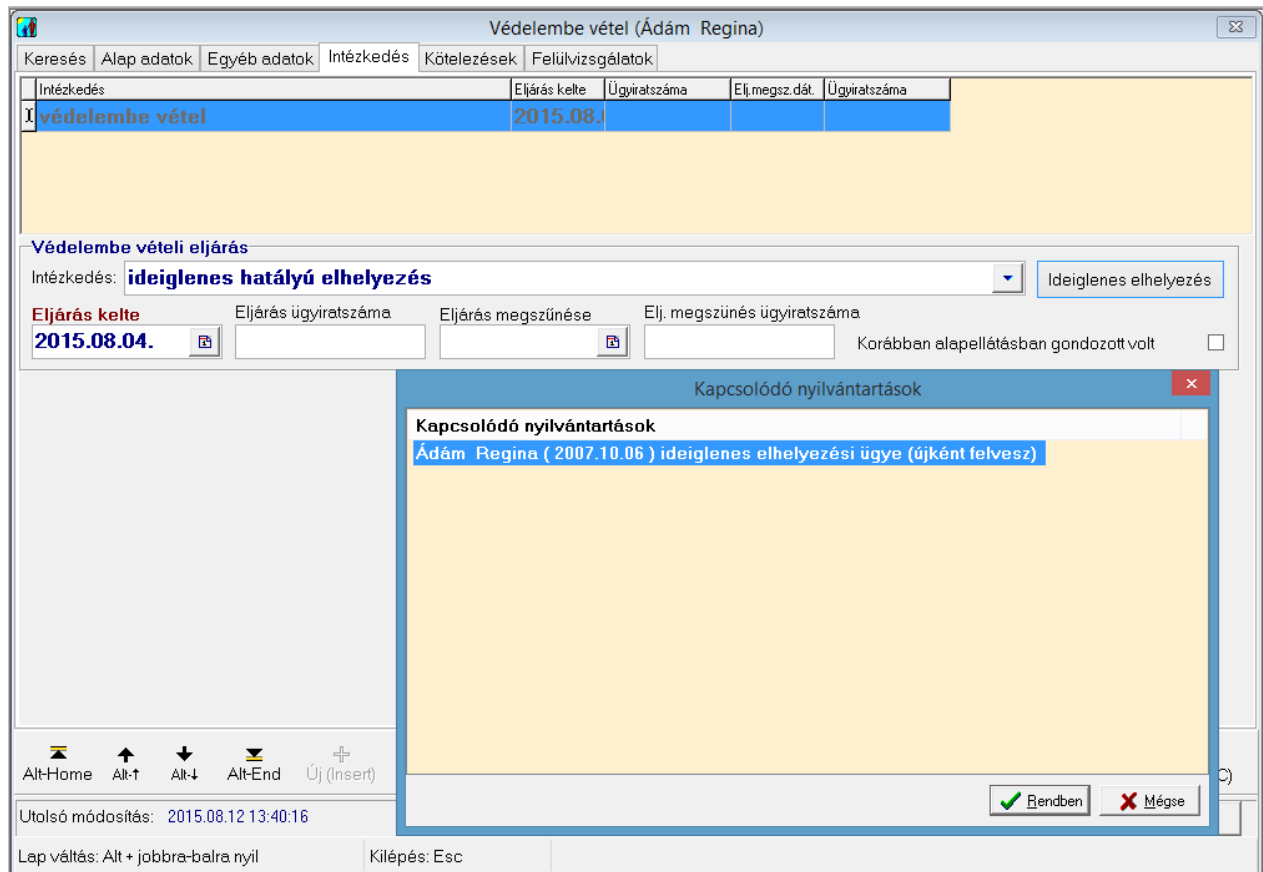 Védelembe vétel (Ádám  Regina)
Keresés Alap adatok Egyéb adatok Intézkedés Kötelezések Felülvizsgálatok
Intézkedés Eljárás kelte Ügyiratszáma Elj.megsz.dát. Ügyiratszáma
védelembe vétel 2015.08.
Védelembe vételi eljárás
Intézkedés: ideiglenes hatályú elhelyezés Ideiglenes elhelyezés
Eljárás kelte Eljárás ügyiratszáma Eljárás megszűnése Elj. megszünés ügyiratszáma
2015.08.04. Korábban alapellátásban gondozott volt
Kapcsolódó nyilvántartások
Kapcsolódó nyilvántartások
Ádám  Regina ( 2007.10.06 ) ideiglenes elhelyezési ügye (újként felvesz)
Alt-Home Alt-↑ Alt-↓ Alt-End Új (Insert)
Rendben Mégse
Utolsó módosítás: 2015.08.12 13:40:16
Lap váltás: Alt + jobbra-balra nyil Kilépés: Esc